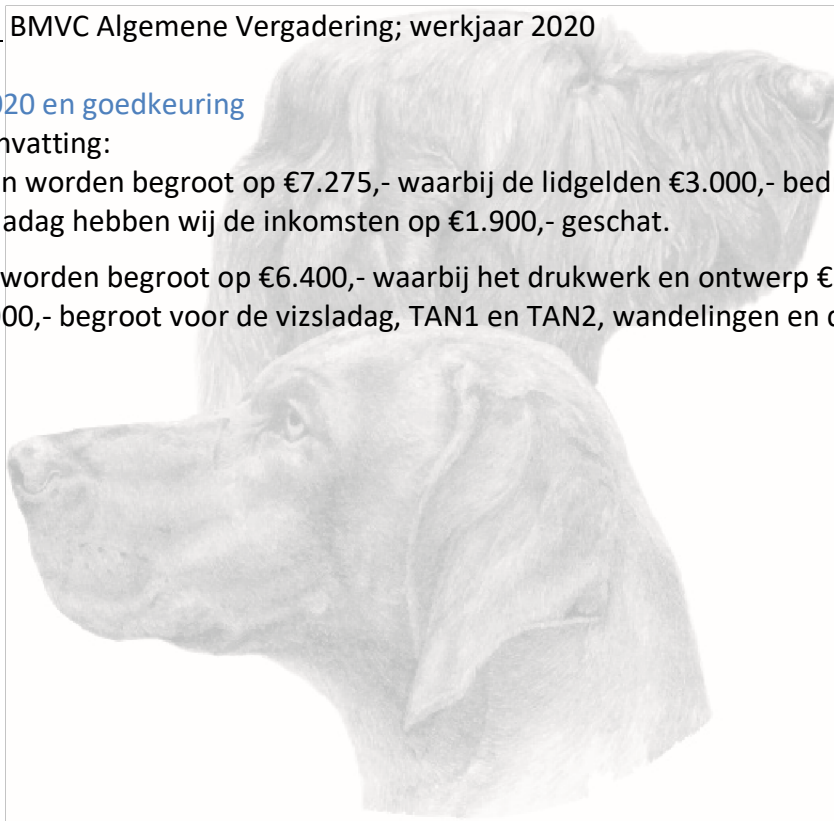 BMVC Algemene Vergadering; werkjaar 2020
020 en goedkeuring
nvatting:
n worden begroot op €7.275,- waarbij de lidgelden €3.000,- bed
adag hebben wij de inkomsten op €1.900,- geschat.
worden begroot op €6.400,- waarbij het drukwerk en ontwerp €
00,- begroot voor de vizsladag, TAN1 en TAN2, wandelingen en